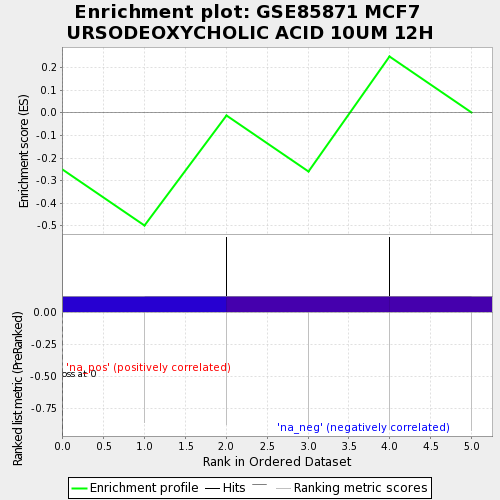 Enrichment plot: GSE85871 MCF7
URSODEOXYCHOLIC ACID 10UM 12H
Enrichment score (ES)
0.2
0.1
0.0
-0.1
-0.2
-0.3
-0.4
-0.5
Ranked list metric (PreRanked)
0.00
-0.25
-0.50
-0.75
'na_pos' (positively correlated)
at 0
'na_neg' (negatively correlated)
0.0 0.5 1.0 1.5 2.0 2.5 3.0 3.5 4.0 4.5 5.0
Rank in Ordered Dataset
Enrichment profile Hits Ranking metric scores